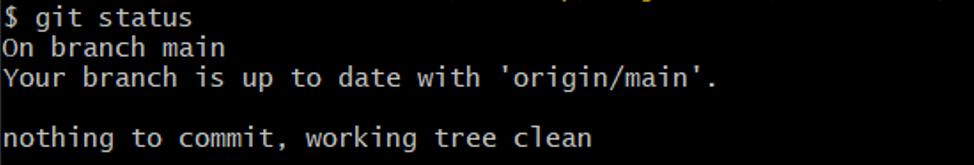 $ git status
On branch main
Your branch is up to date with 'origin/main'.
nothing to commit, working tree clean